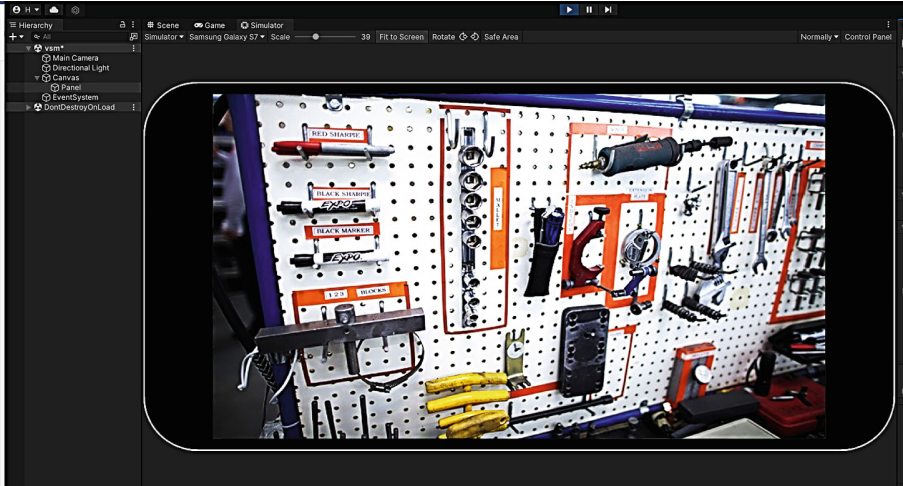 H
Hierarchy
All
vsm*
Main Camera
Directional Light
Canvas
Panel
EventSystem
DontDestroyOnLoad
Scene Game Simulator
Simulator Samsung Galaxy S7 Scale 39 Fit to Screen Rotate Safe Area Normally Control Panel
RED SHARPIE
BLACK SHARPIE
EXPO
BLACK MARKER
EXPO
MALLET
1 2 3 BLOCKS